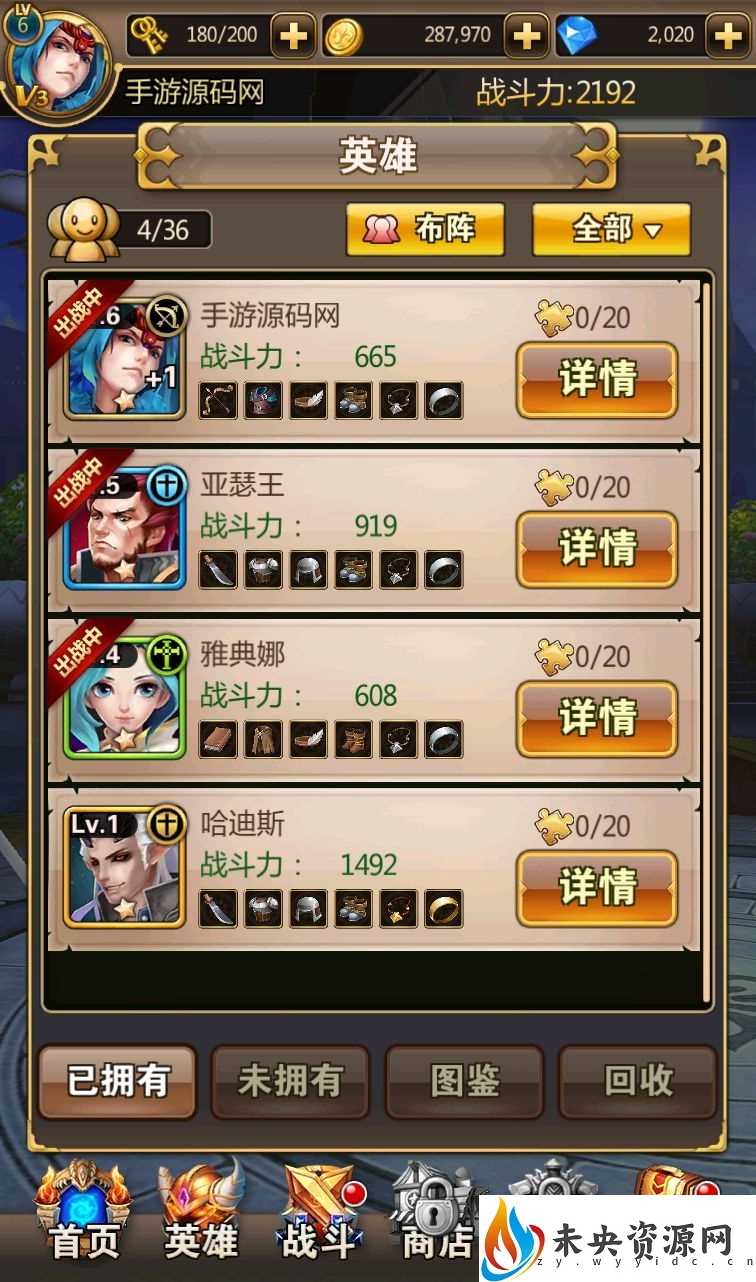 LV
6
180/200
287,970
2,020
V3
手游源码网
战斗力:2192
英雄
4/36
布阵
全部
出战中
.6
+1
手游源码网
战斗力: 665
0/20
详情
出战中
.5
亚瑟王
战斗力: 919
0/20
详情
出战中
.4
雅典娜
战斗力: 608
0/20
详情
Lv.1
哈迪斯
战斗力: 1492
0/20
详情
已拥有
未拥有
图鉴
回收
首页
英雄
战斗
商店
未央资源网
zy.wyyidc.cn